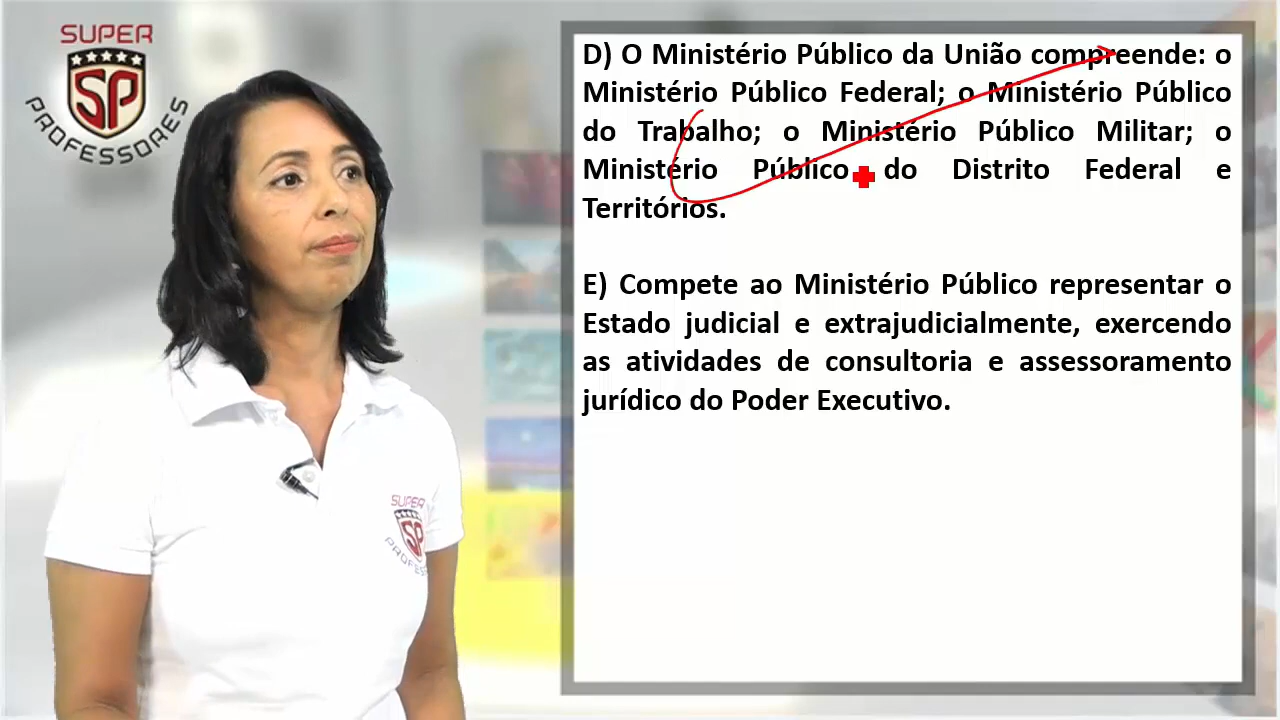 SUPER
SP
PROFESSORES
D) O Ministério Público da União compreende: o
Ministério Público Federal; o Ministério Público
do Trabalho; o Ministério Público Militar; o
Ministério Público do Distrito Federal e
Territórios.
E) Compete ao Ministério Público representar o
Estado judicial e extrajudicialmente, exercendo
as atividades de consultoria e assessoramento
jurídico do Poder Executivo.
SUPER
SP